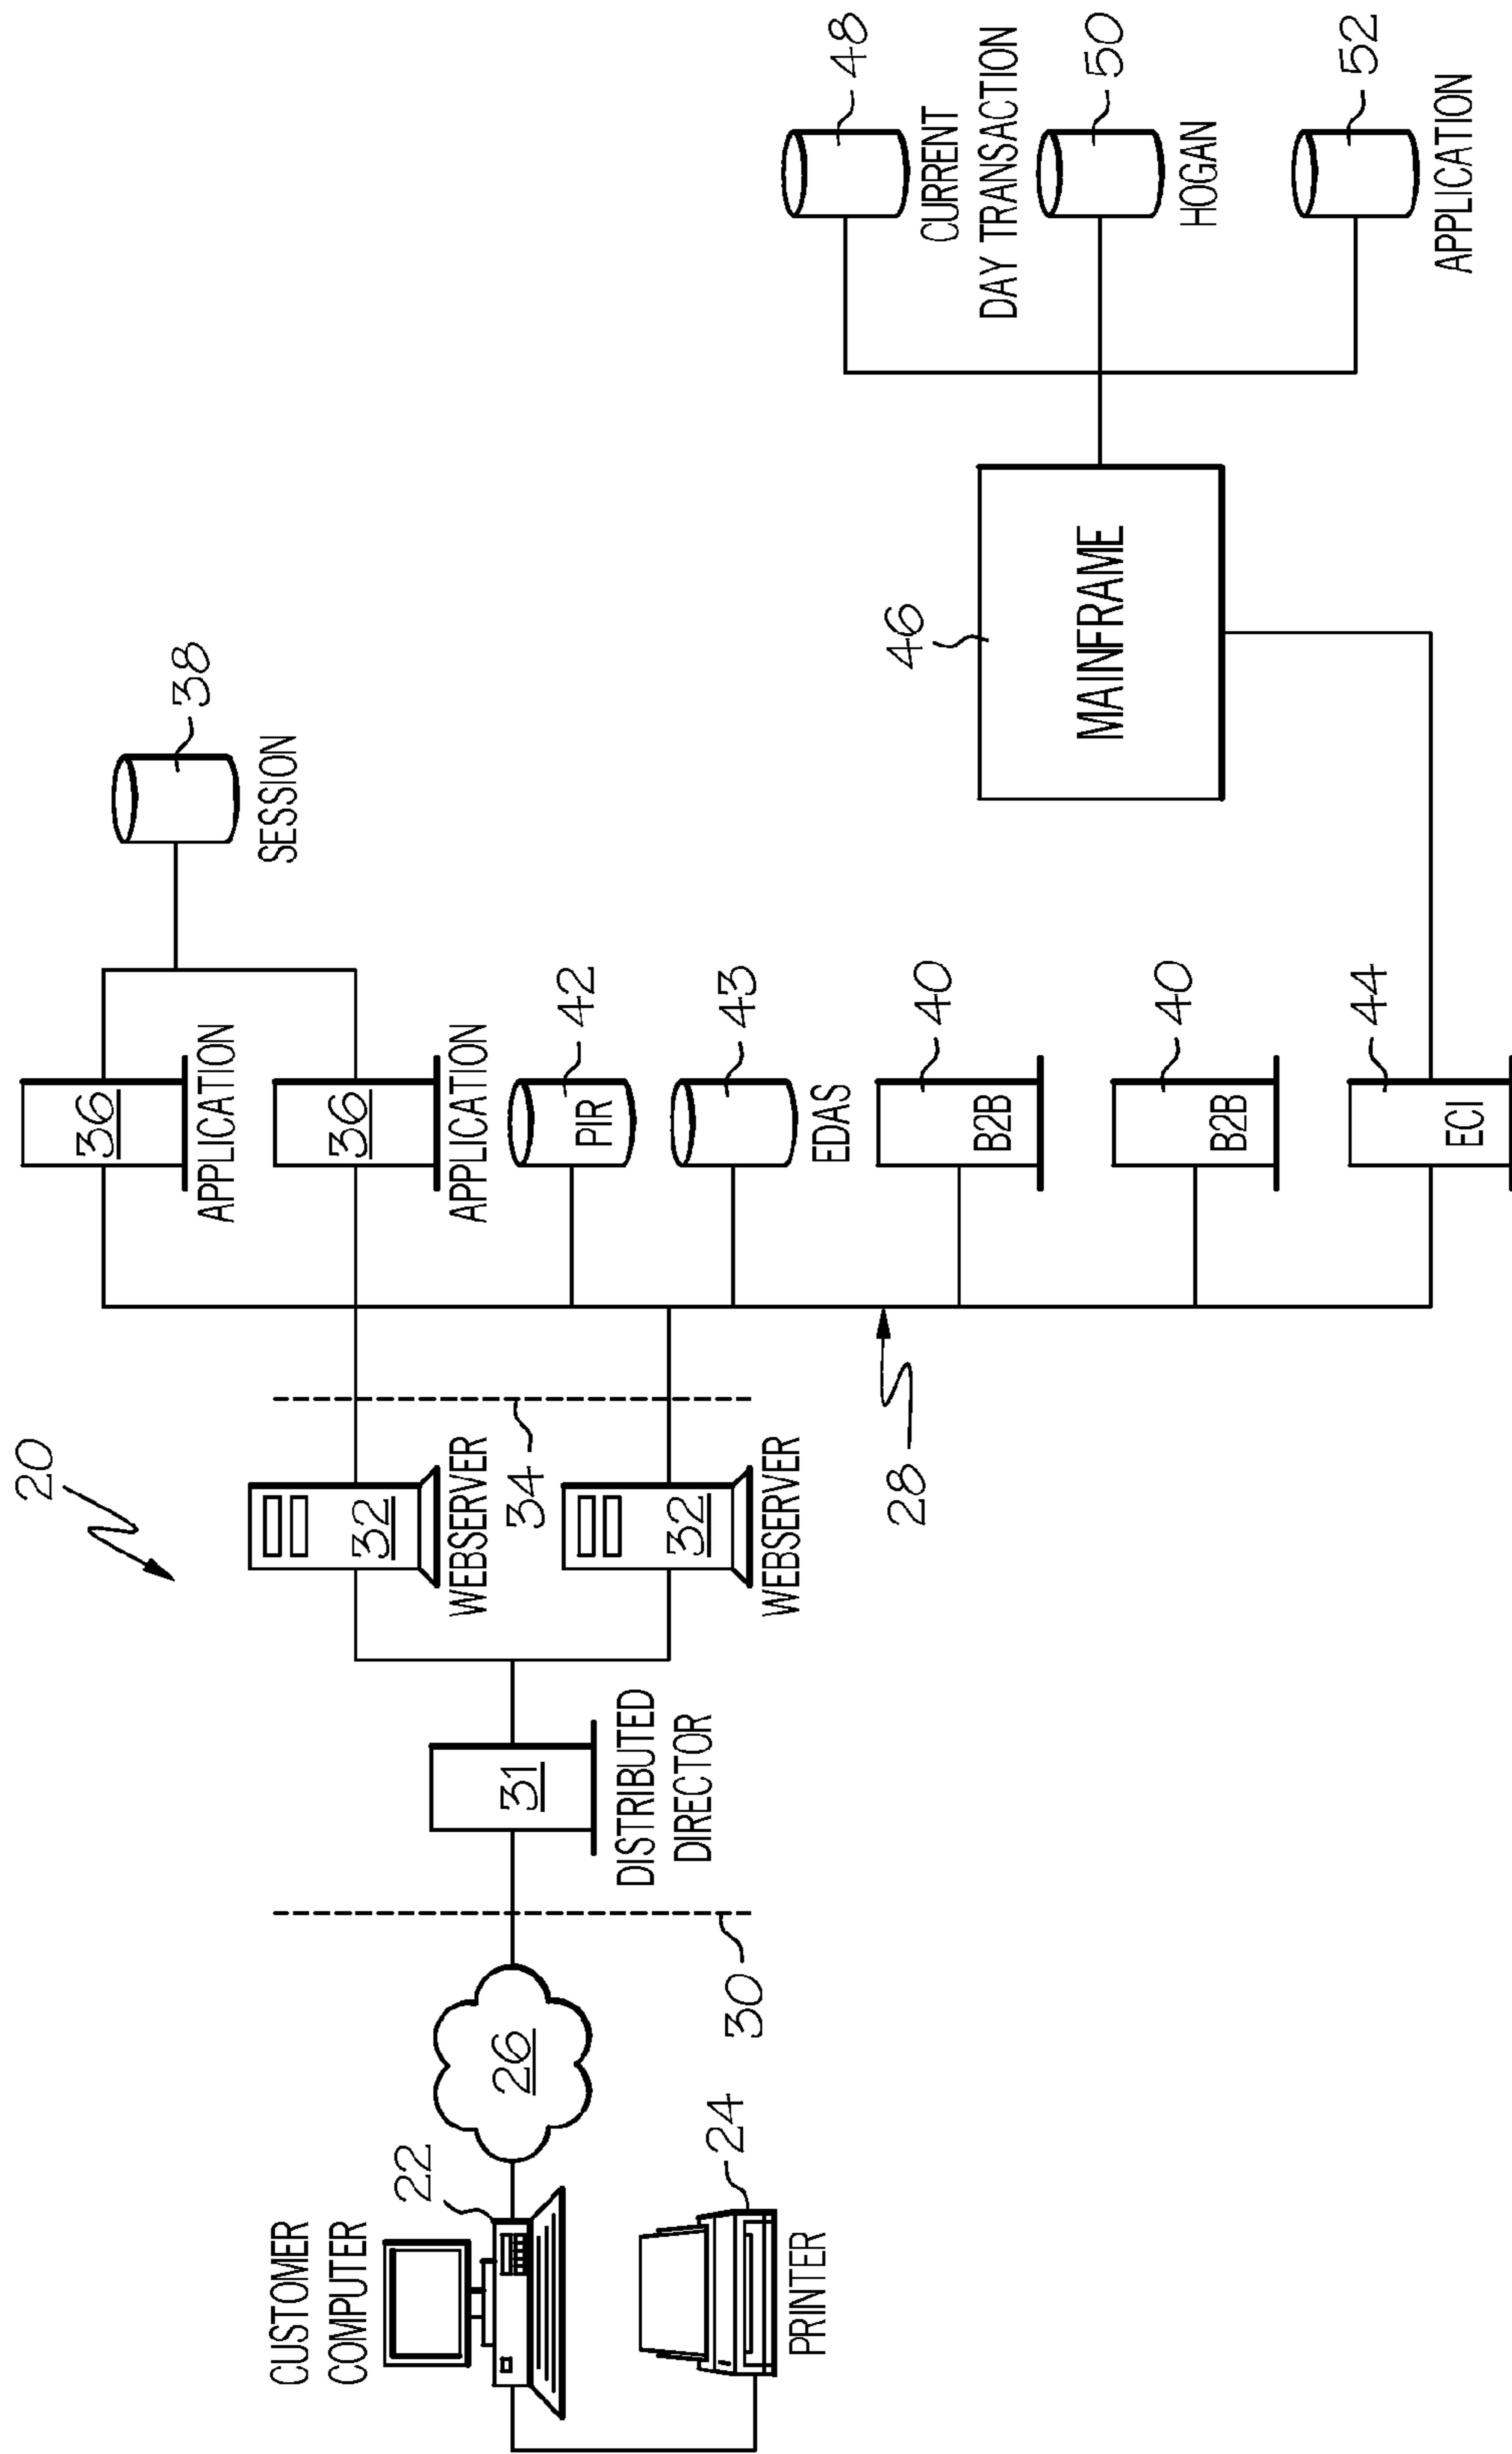 20
CUSTOMER
COMPUTER
22
26
PRINTER
24
30
31
DISTRIBUTED
DIRECTOR
32
WEBSERVER
32
WEBSERVER
34
28
36
APPLICATION
36
APPLICATION
SESSION
38
PIR
42
EDAS
43
B2B
40
B2B
40
ECI
44
MAINFRAME
46
CURRENT
DAY TRANSACTION
48
HOGAN
50
APPLICATION
52